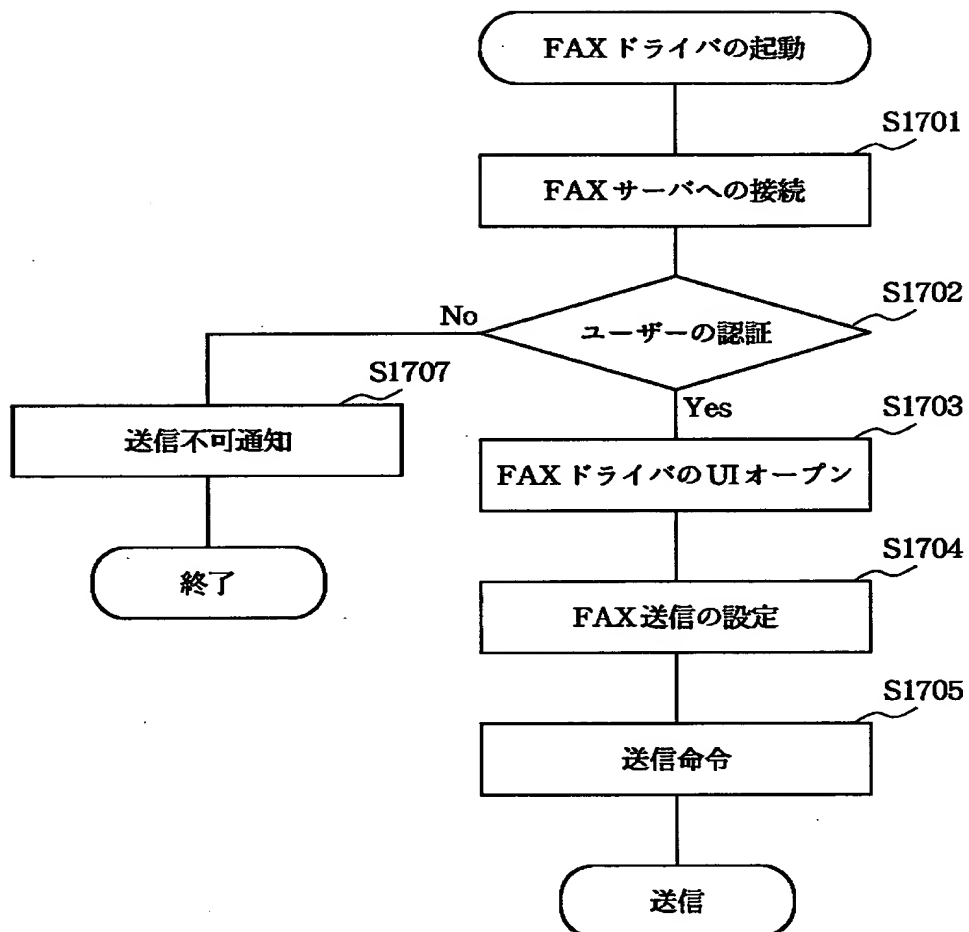 FAXドライバの起動
S1701
FAXサーバへの接続
S1702
ユーザーの認証
No
Yes
S1707
送信不可通知
終了
S1703
FAXドライバのUIオープン
S1704
FAX送信の設定
S1705
送信命令
送信